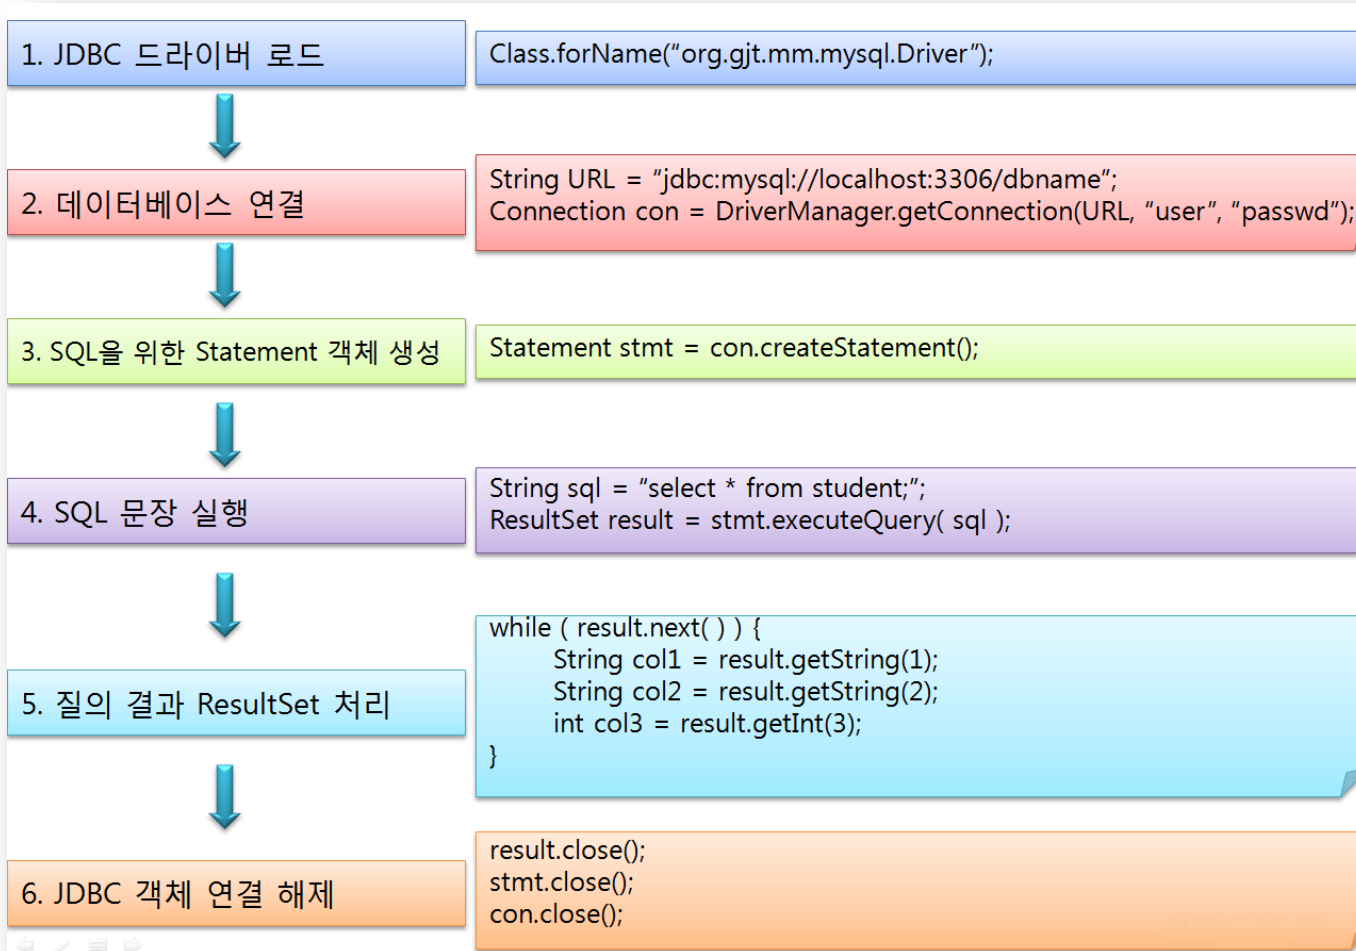 1. JDBC 드라이버 로드
Class.forName(“org.gjt.mm.mysql.Driver”);
2. 데이터베이스 연결
String URL = “jdbc:mysql://localhost:3306/dbname”;
Connection con = DriverManager.getConnection(URL, “user”, “passwd”);
3. SQL을 위한 Statement 객체 생성
Statement stmt = con.createStatement();
4. SQL 문장 실행
String sql = “select * from student;”;
ResultSet result = stmt.executeQuery( sql );
5. 질의 결과 ResultSet 처리
while ( result.next( ) ) {
String col1 = result.getString(1);
String col2 = result.getString(2);
int col3 = result.getInt(3);
}
6. JDBC 객체 연결 해제
result.close();
stmt.close();
con.close();